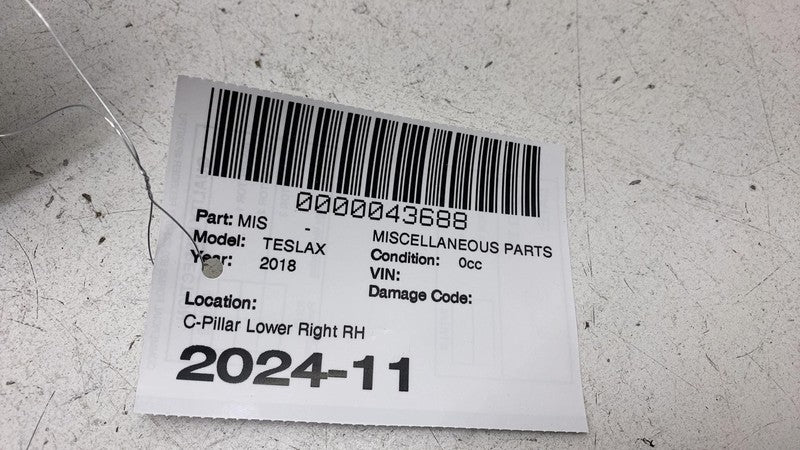 0000043688
Part: MIS - MISCELLANEOUS PARTS
Model: TESLAX Condition: 0cc
Year: 2018 VIN:
Damage Code:
Location:
C-Pillar Lower Right RH
2024-11